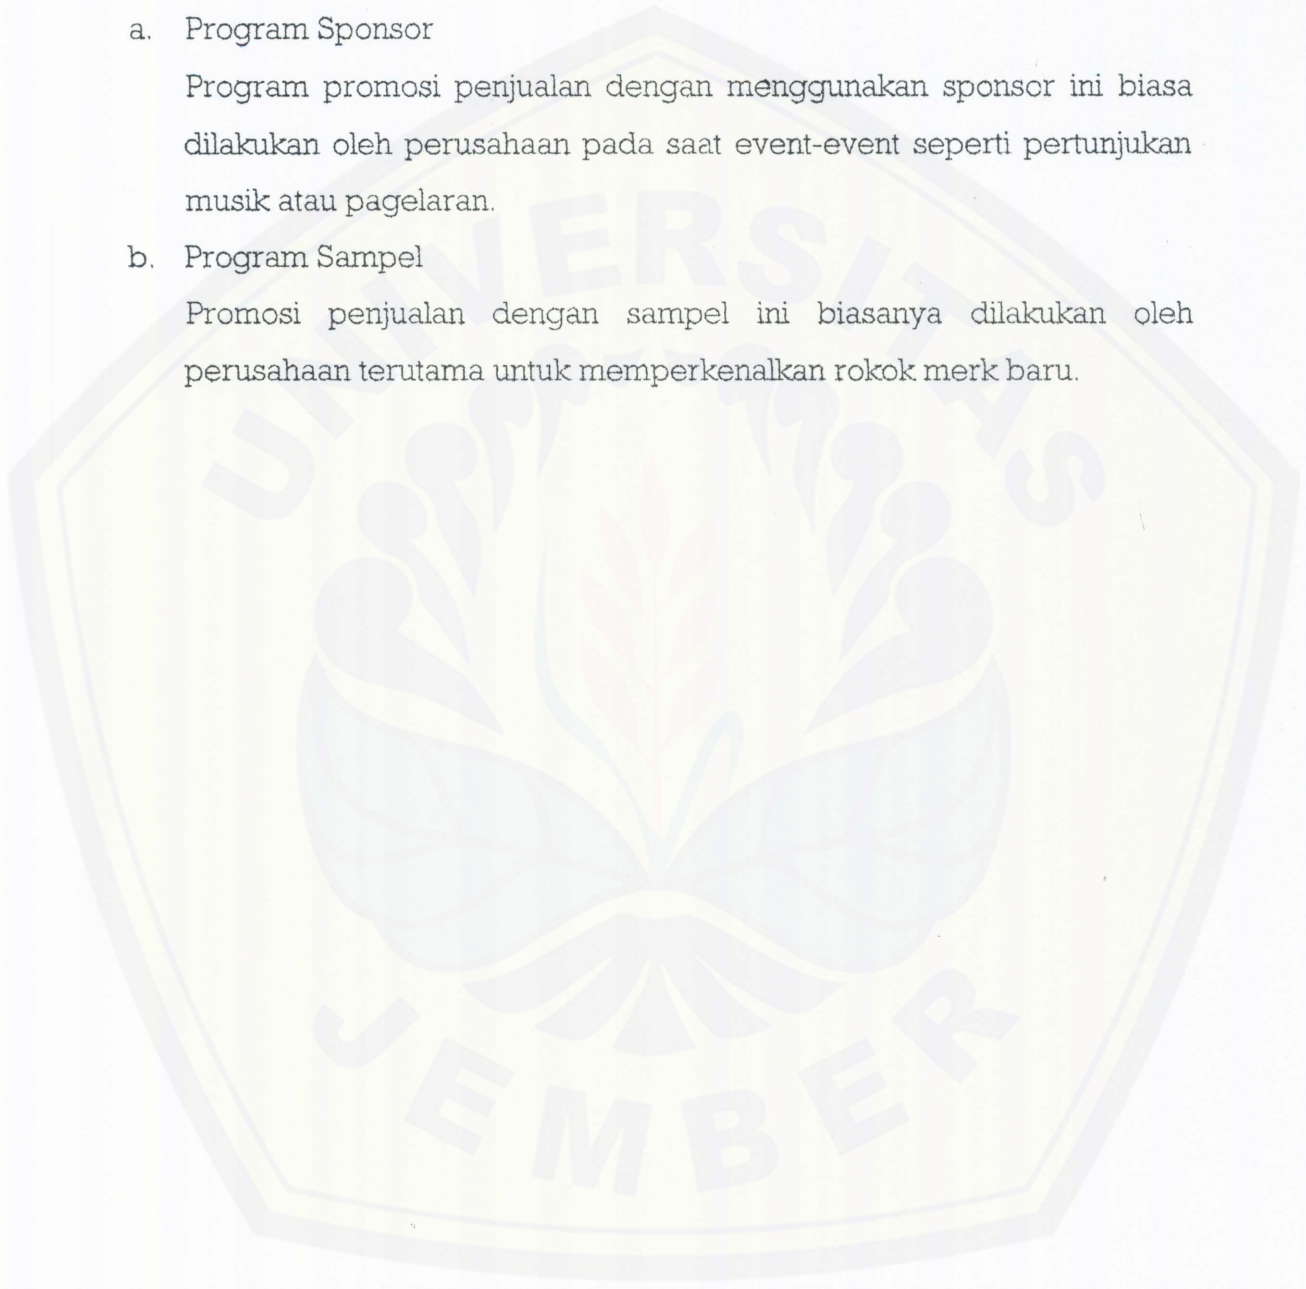 a. Program Sponsor
Program promosi penjualan dengan menggunakan sponsor ini biasa
dilakukan oleh perusahaan pada saat event-event seperti pertunjukan
musik atau pagelaran.
b. Program Sampel
Promosi penjualan dengan sampel ini biasanya dilakukan oleh
perusahaan terutama untuk memperkenalkan rokok merk baru.
UNIVERSITAS
JEMBER